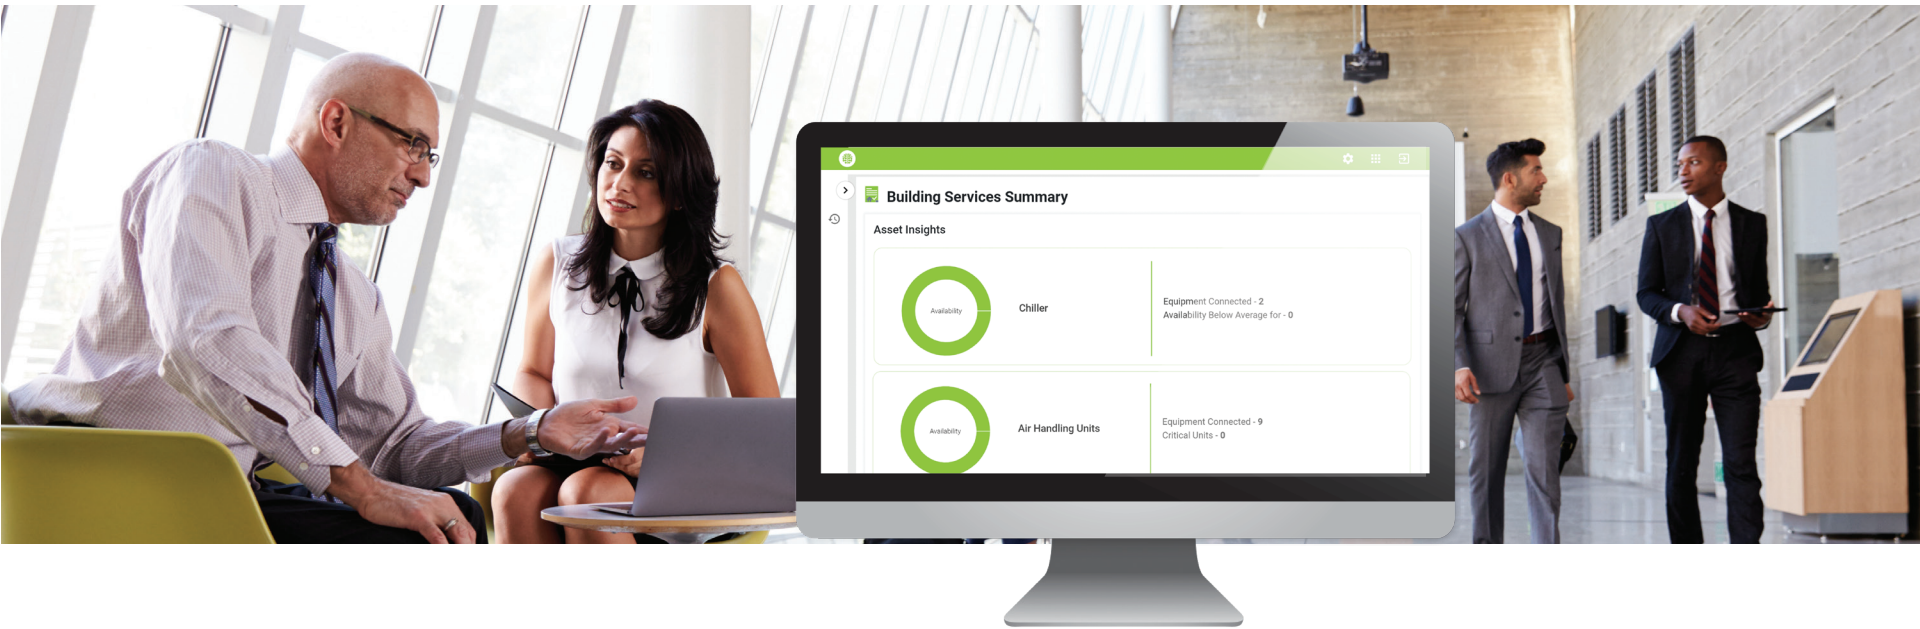 Building Services Summary
Asset Insights
Availability
Chiller
Equipment Connected - 2
Availability Below Average for - 0
Availability
Air Handling Units
Equipment Connected - 9
Critical Units - 0